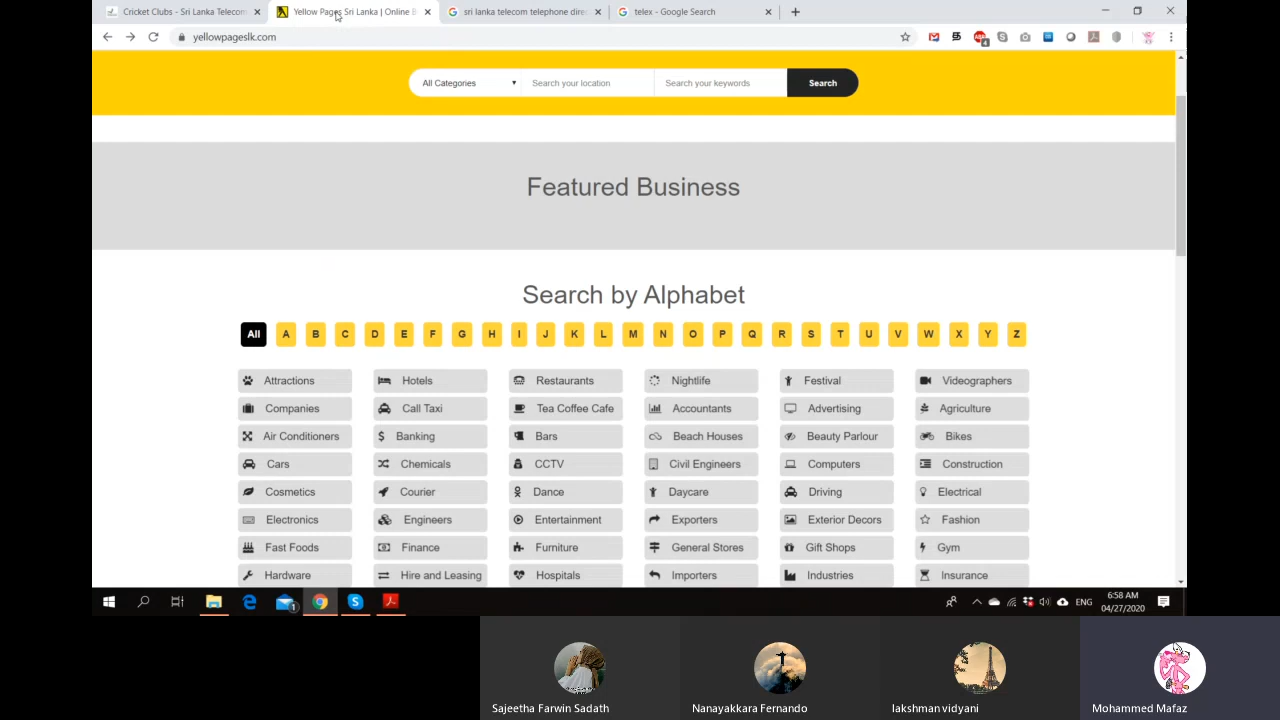 Cricket Clubs - Sri Lanka Telecom
Yellow Pages Sri Lanka | Online B
sri lanka telecom telephone dire
telex - Google Search
yellowpageslk.com
4
All Categories
Search your location
Search your keywords
Search
Featured Business
Search by Alphabet
All A B C D E F G H I J K L M N O P Q R S T U V W X Y Z
Attractions Hotels Restaurants Nightlife Festival Videographers
Companies Call Taxi Tea Coffee Cafe Accountants Advertising Agriculture
Air Conditioners Banking Bars Beach Houses Beauty Parlour Bikes
Cars Chemicals CCTV Civil Engineers Computers Construction
Cosmetics Courier Dance Daycare Driving Electrical
Electronics Engineers Entertainment Exporters Exterior Decors Fashion
Fast Foods Finance Furniture General Stores Gift Shops Gym
Hardware Hire and Leasing Hospitals Importers Industries Insurance
1
ENG
6:58 AM
04/27/2020
Sajeetha Farwin Sadath
Nanayakkara Fernando
lakshman vidyani
Mohammed Mafaz